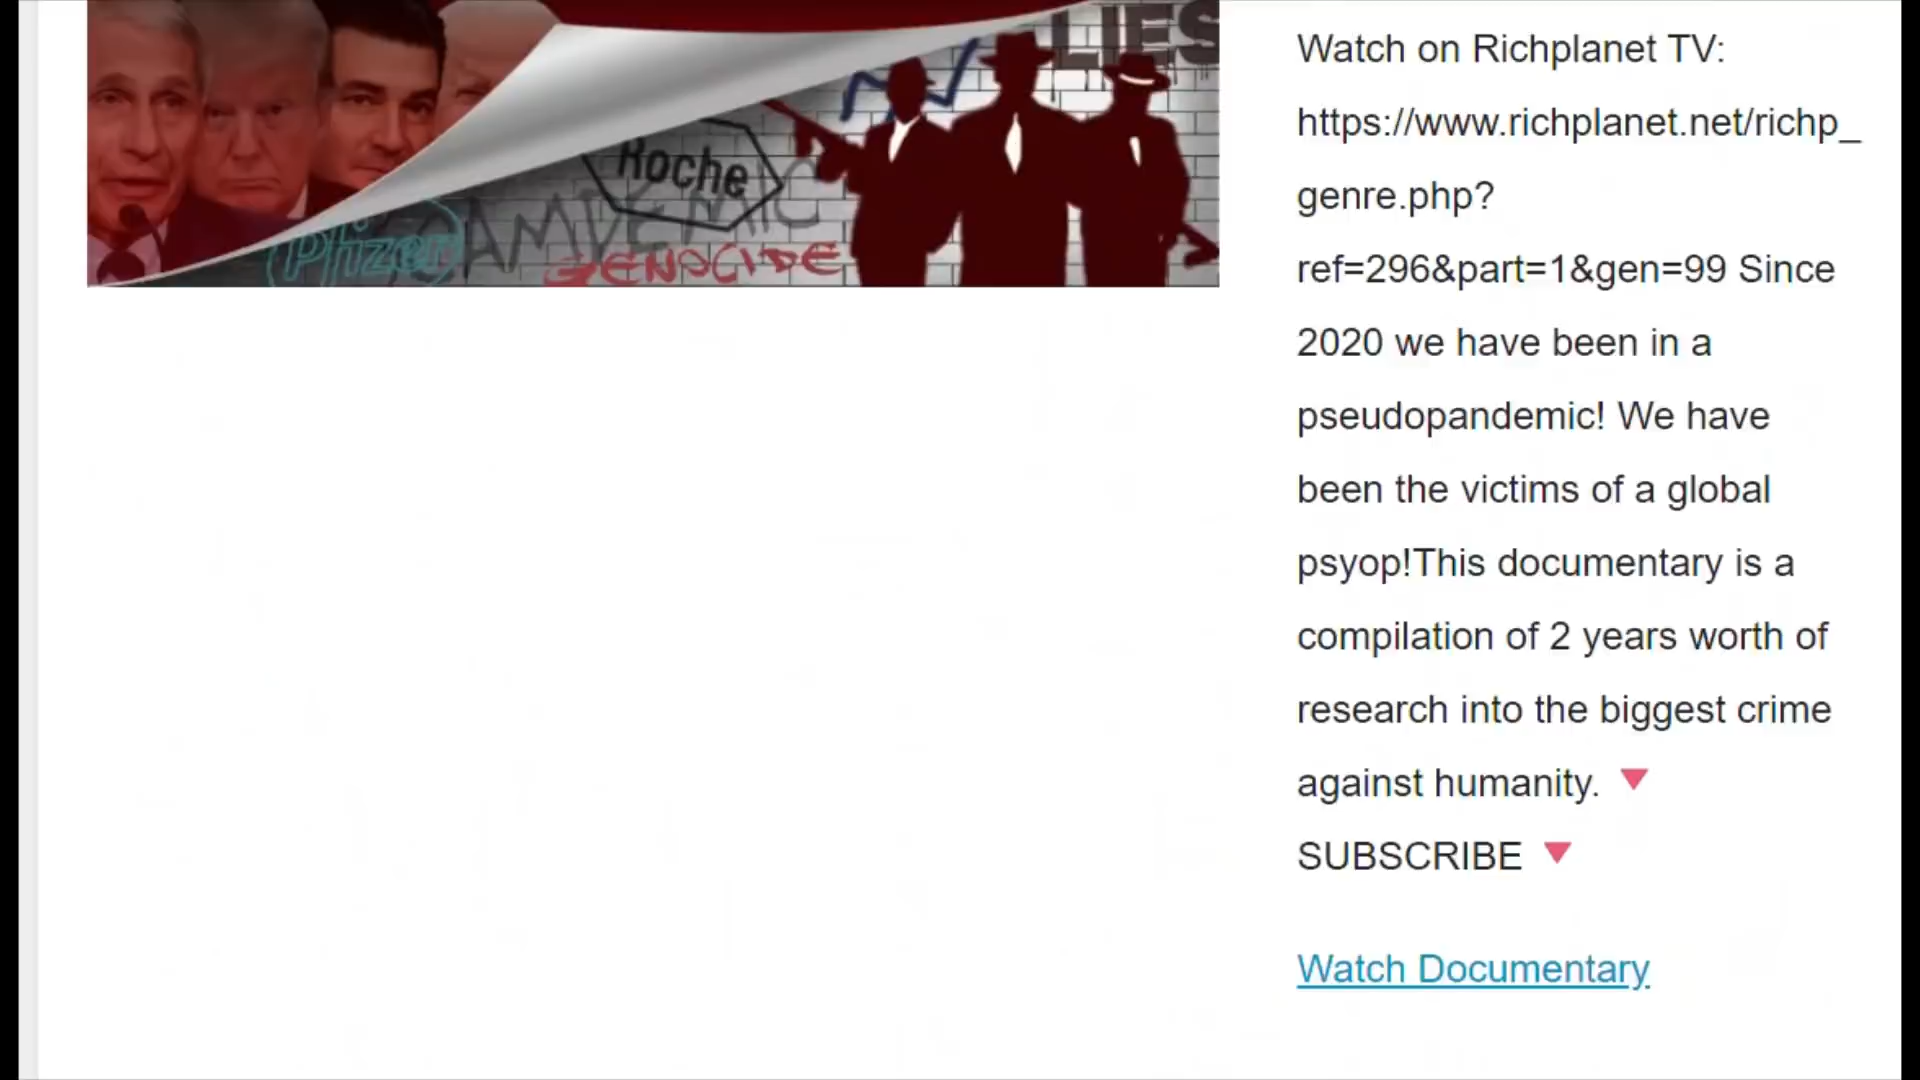 LIES
Roche
PLANDEMIC
Pfizer
GENOCIDE
Watch on Richplanet TV:
https://www.richplanet.net/richp_
genre.php?
ref=296&part=1&gen=99 Since
2020 we have been in a
pseudopandemic! We have
been the victims of a global
psyop!This documentary is a
compilation of 2 years worth of
research into the biggest crime
against humanity.
SUBSCRIBE
Watch Documentary